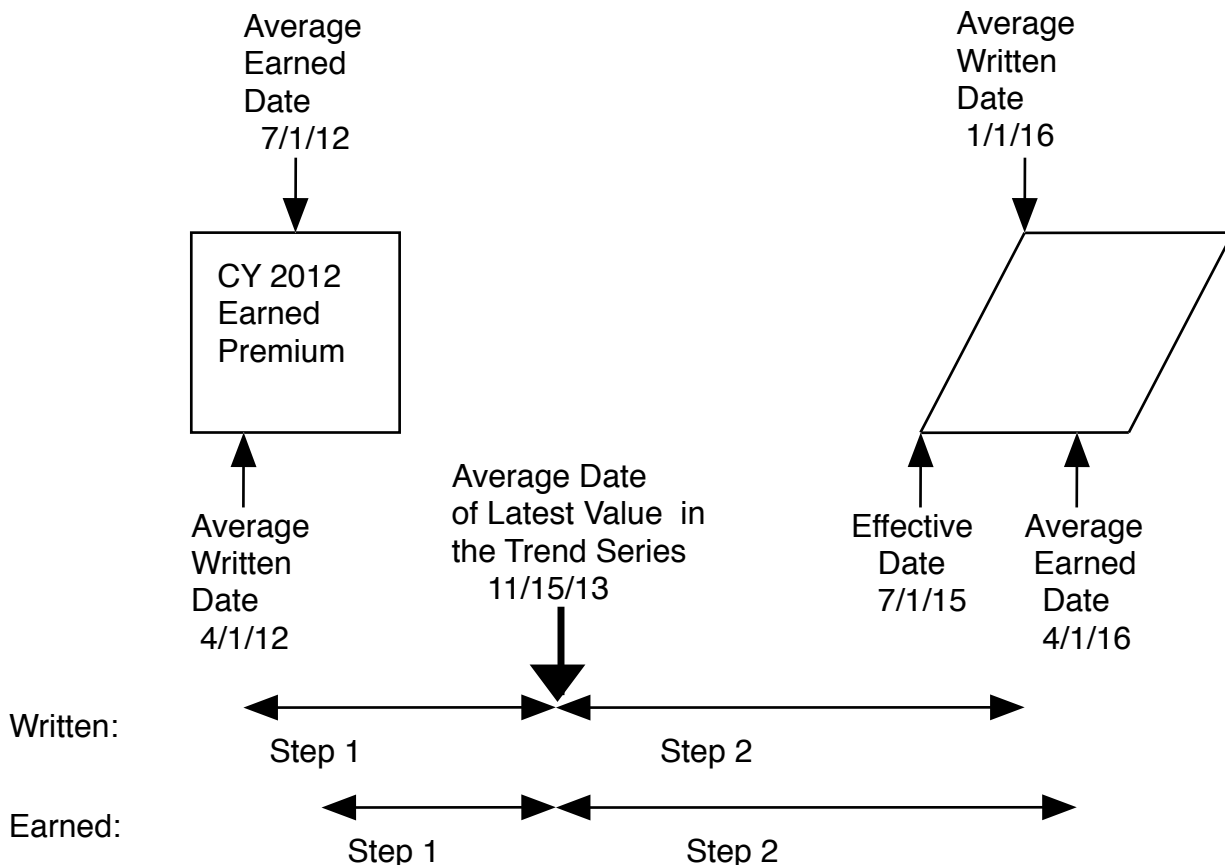 Average
Earned
Date
7/1/12
Average
Written
Date
1/1/16
CY 2012
Earned
Premium
Average
Written
Date
4/1/12
Average Date
of Latest Value in
the Trend Series
11/15/13
Effective
Date
7/1/15
Average
Earned
Date
4/1/16
Written:
Step 1
Step 2
Earned:
Step 1
Step 2